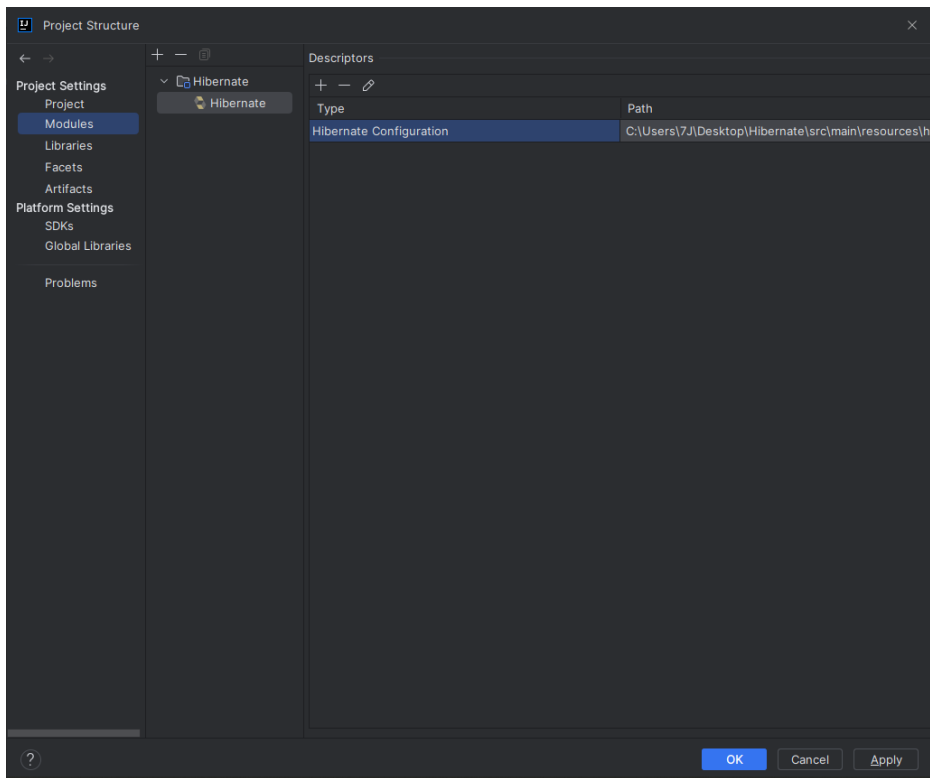 Project Structure
Project Settings
Project
Modules
Libraries
Facets
Artifacts
Platform Settings
SDKs
Global Libraries
Problems
Hibernate
Hibernate
Descriptors
Type Path
Hibernate Configuration C:\Users\7J\Desktop\Hibernate\src\main\resources\h
?
OK Cancel Apply